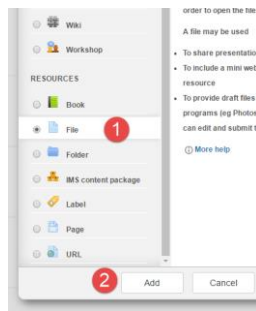 Wiki
Workshop
RESOURCES
Book
File 1
Folder
IMS content package
Label
Page
URL
order to open the file
A file may be used
To share presentatio
To include a mini web
resource
To provide draft files
programs (eg Photos
can edit and submit t
More help
2 Add Cancel